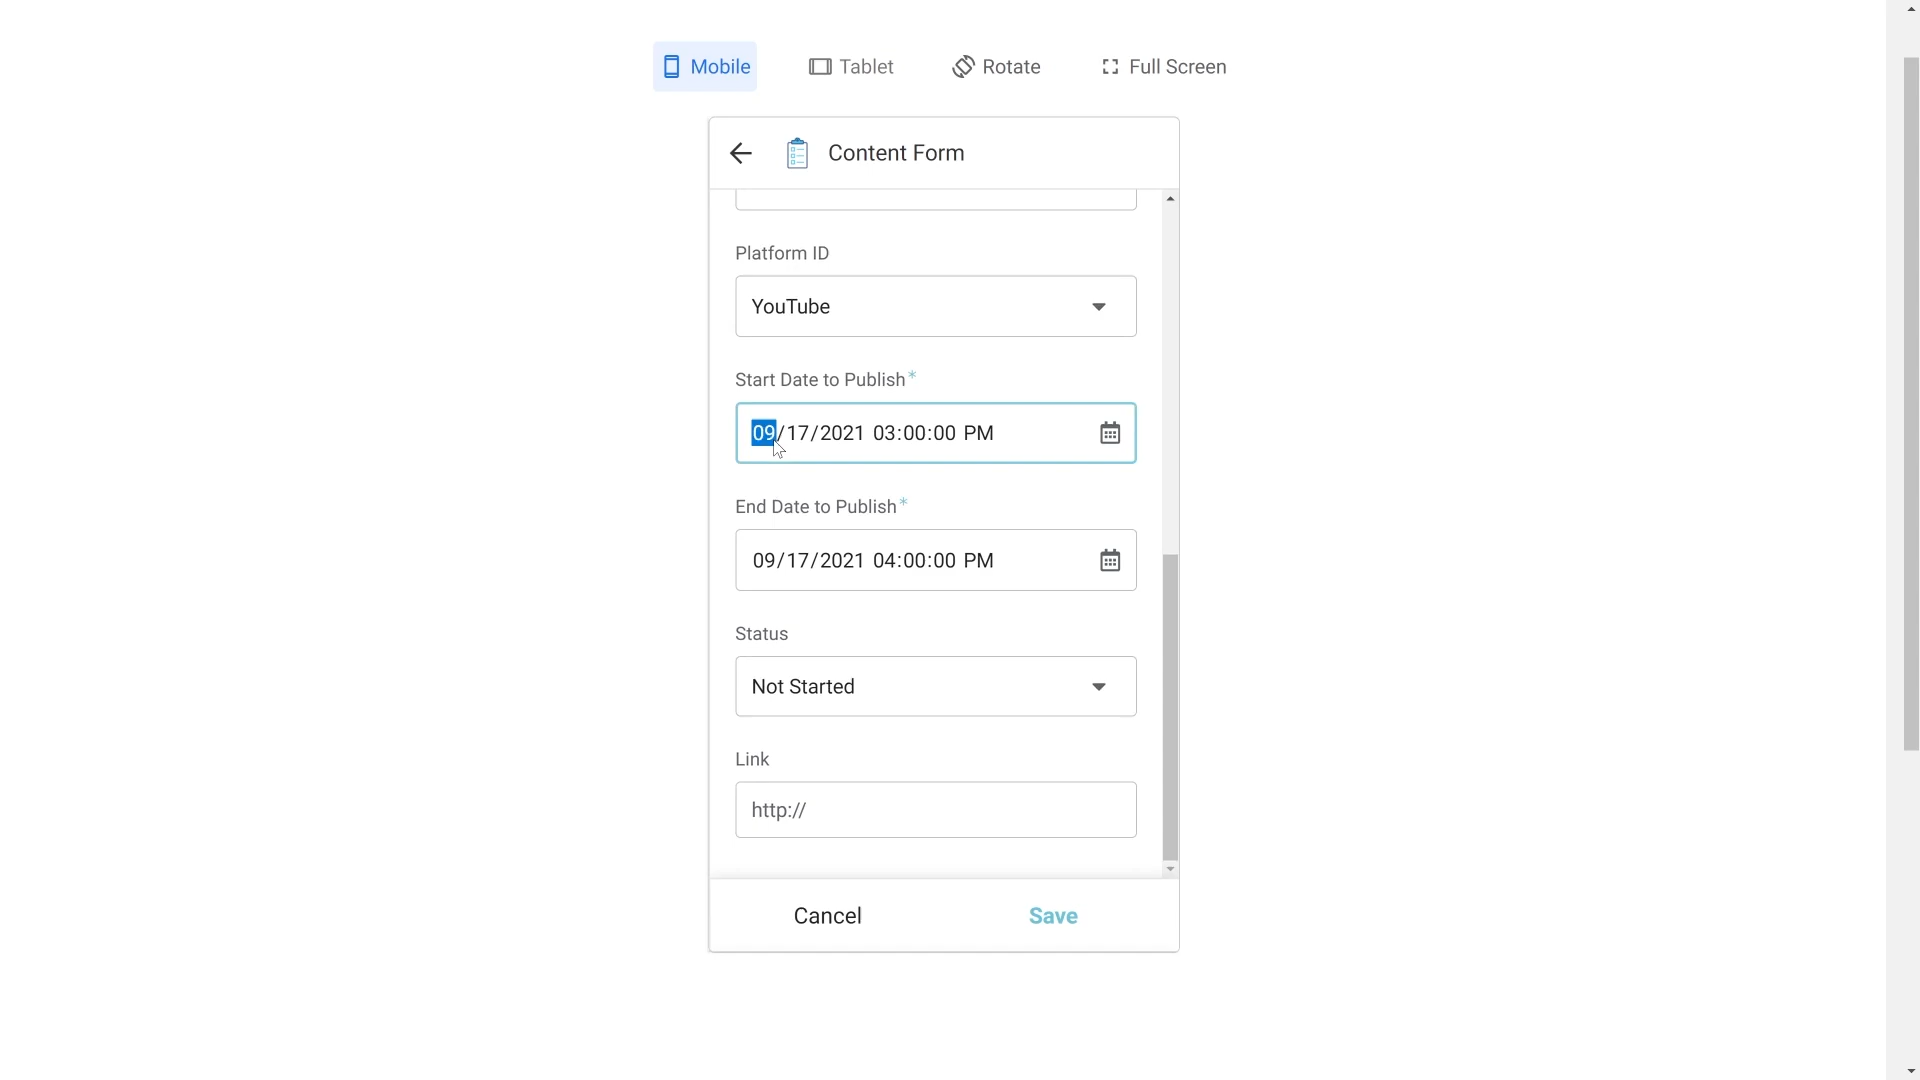 Mobile Tablet Rotate Full Screen
Content Form
Platform ID
YouTube
Start Date to Publish*
09/17/2021 03:00:00 PM
End Date to Publish*
09/17/2021 04:00:00 PM
Status
Not Started
Link
http://
Cancel Save